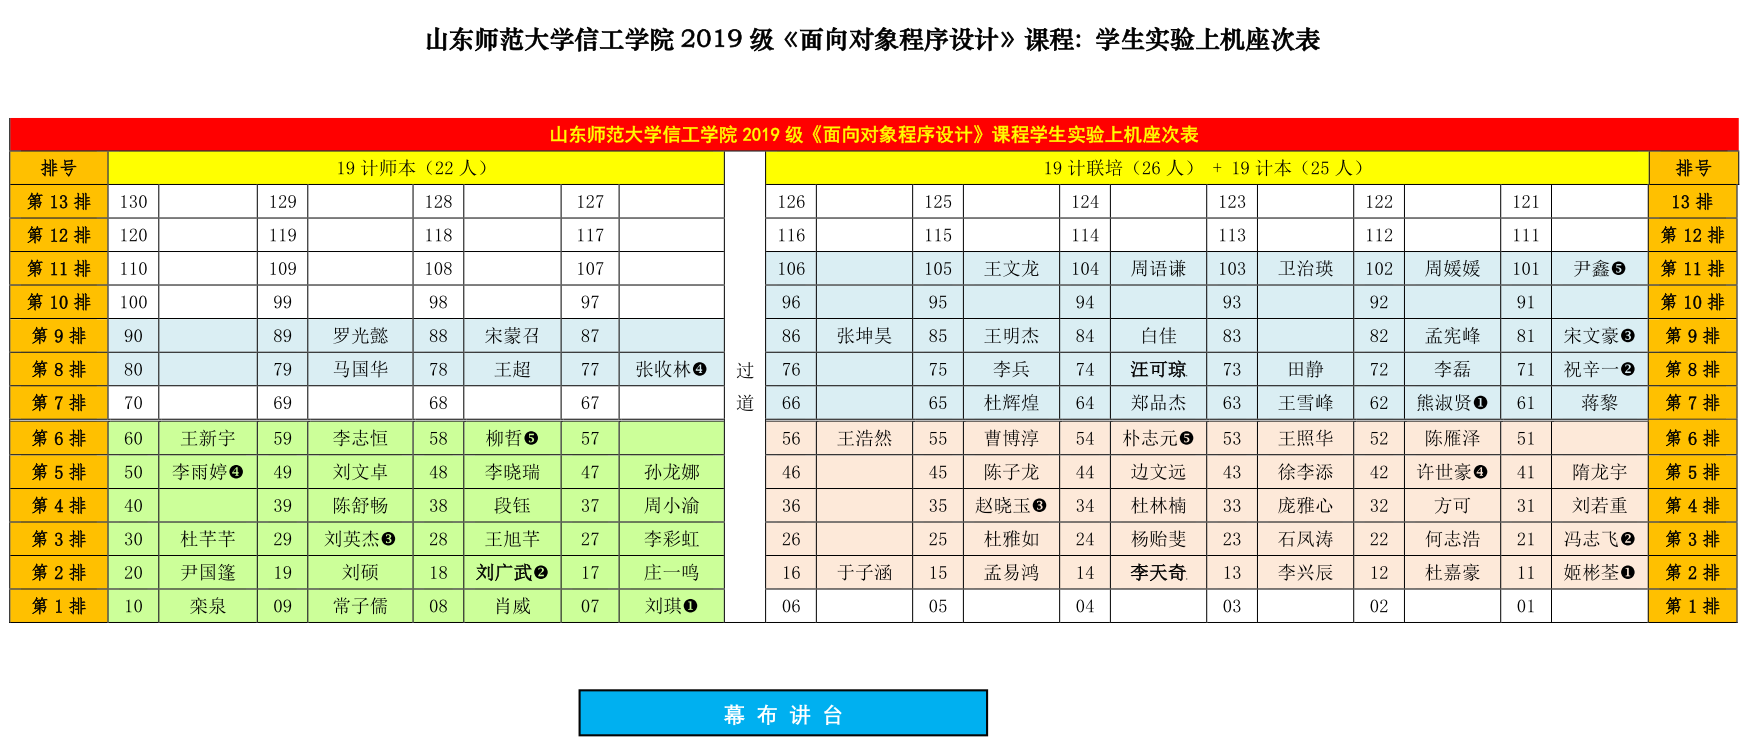 山东师范大学信工学院 2019 级《面向对象程序设计》课程：学生实验上机座次表
山东师范大学信工学院 2019 级《面向对象程序设计》课程学生实验上机座次表
排号 19 计师本（22 人） 19 计联培（26 人） + 19 计本（25 人） 排号
第 13 排 130 129 128 127 126 125 124 123 122 121 13 排
第 12 排 120 119 118 117 116 115 114 113 112 111 第 12 排
第 11 排 110 109 108 107 106 105 王文龙 104 周语谦 103 卫治瑛 102 周媛媛 101 尹鑫❺ 第 11 排
第 10 排 100 99 98 97 96 95 94 93 92 91 第 10 排
第 9 排 90 89 罗光懿 88 宋蒙召 87 86 张坤昊 85 王明杰 84 白佳 83 82 孟宪峰 81 宋文豪❸ 第 9 排
第 8 排 80 79 马国华 78 王超 77 张收林❹ 过 76 75 李兵 74 汪可琼 73 田静 72 李磊 71 祝辛一❷ 第 8 排
第 7 排 70 69 68 67 道 66 65 杜辉煌 64 郑品杰 63 王雪峰 62 熊淑贤❶ 61 蒋黎 第 7 排
第 6 排 60 王新宇 59 李志恒 58 柳哲❺ 57 56 王浩然 55 曹博淳 54 朴志元❺ 53 王照华 52 陈雁泽 51 第 6 排
第 5 排 50 李雨婷❹ 49 刘文卓 48 李晓瑞 47 孙龙娜 46 45 陈子龙 44 边文远 43 徐李添 42 许世豪❹ 41 隋龙宇 第 5 排
第 4 排 40 39 陈舒畅 38 段钰 37 周小渝 36 35 赵晓玉❸ 34 杜林楠 33 庞雅心 32 方可 31 刘若重 第 4 排
第 3 排 30 杜芊芊 29 刘英杰❸ 28 王旭芊 27 李彩虹 26 25 杜雅如 24 杨贻斐 23 石凤涛 22 何志浩 21 冯志飞❷ 第 3 排
第 2 排 20 尹国篷 19 刘硕 18 刘广武❷ 17 庄一鸣 16 于子涵 15 孟易鸿 14 李天奇 13 李兴辰 12 杜嘉豪 11 姬彬荃❶ 第 2 排
第 1 排 10 栾泉 09 常子儒 08 肖威 07 刘琪❶ 06 05 04 03 02 01 第 1 排
幕 布 讲 台